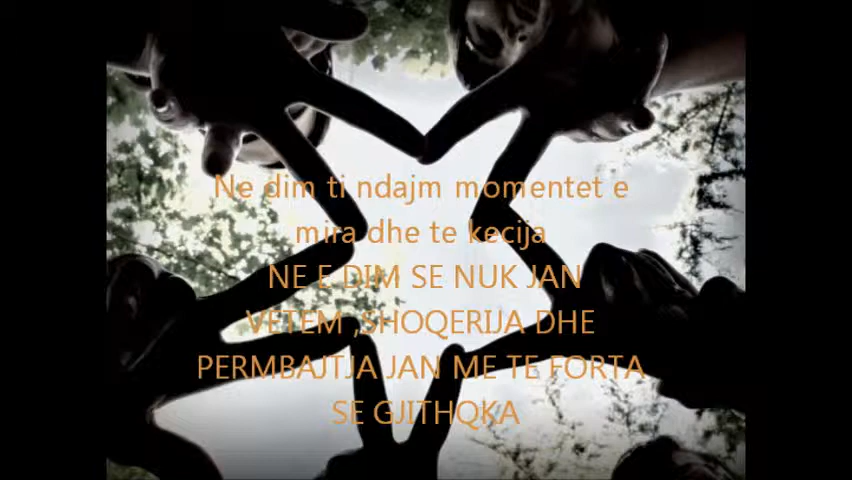 Ne dim ti ndajm momentet e
mira dhe te kecija
NE E DIM SE NUK JAN
VETEM ,SHOQERIJA DHE
PERMBAJTJA JAN ME TE FORTA
SE GJITHQKA